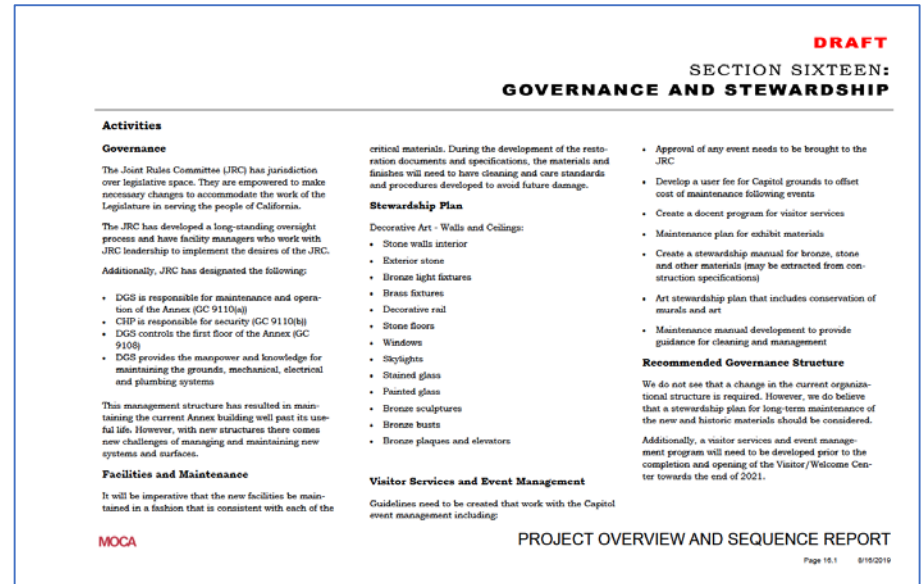 DRAFT
SECTION SIXTEEN:
GOVERNANCE AND STEWARDSHIP
Activities
Governance
The Joint Rules Committee (JRC) has jurisdiction
over legislative space. They are empowered to make
necessary changes to accommodate the work of the
Legislature in serving the people of California.
The JRC has developed a long-standing oversight
process and have facility managers who work with
JRC leadership to implement the desires of the JRC.
Additionally, JRC has designated the following:
• DGS is responsible for maintenance and opera-
tion of the Annex (GC 9110(a))
• CHP is responsible for security (GC 9110(b))
• DGS controls the first floor of the Annex (GC
9108)
• DGS provides the manpower and knowledge for
maintaining the grounds, mechanical, electrical
and plumbing systems
This management structure has resulted in main-
taining the current Annex building well past its use-
ful life. However, with new structures there comes
new challenges of managing and maintaining new
systems and surfaces.
Facilities and Maintenance
It will be imperative that the new facilities be main-
tained in a fashion that is consistent with each of the
critical materials. During the development of the resto-
ration documents and specifications, the materials and
finishes will need to have cleaning and care standards
and procedures developed to avoid future damage.
Stewardship Plan
Decorative Art - Walls and Ceilings:
• Stone walls interior
• Exterior stone
• Bronze light fixtures
• Brass fixtures
• Decorative rail
• Stone floors
• Windows
• Skylights
• Stained glass
• Painted glass
• Bronze sculptures
• Bronze busts
• Bronze plaques and elevators
Visitor Services and Event Management
Guidelines need to be created that work with the Capitol
event management including:
• Approval of any event needs to be brought to the
JRC
• Develop a user fee for Capitol grounds to offset
cost of maintenance following events
• Create a docent program for visitor services
• Maintenance plan for exhibit materials
• Create a stewardship manual for bronze, stone
and other materials (may be extracted from con-
struction specifications)
• Art stewardship plan that includes conservation of
murals and art
• Maintenance manual development to provide
guidance for cleaning and management
Recommended Governance Structure
We do not see that a change in the current organiza-
tional structure is required. However, we do believe
that a stewardship plan for long-term maintenance of
the new and historic materials should be considered.
Additionally, a visitor services and event manage-
ment program will need to be developed prior to the
completion and opening of the Visitor/Welcome Cen-
ter towards the end of 2021.
MOCA
PROJECT OVERVIEW AND SEQUENCE REPORT
Page 16.1 8/16/2019